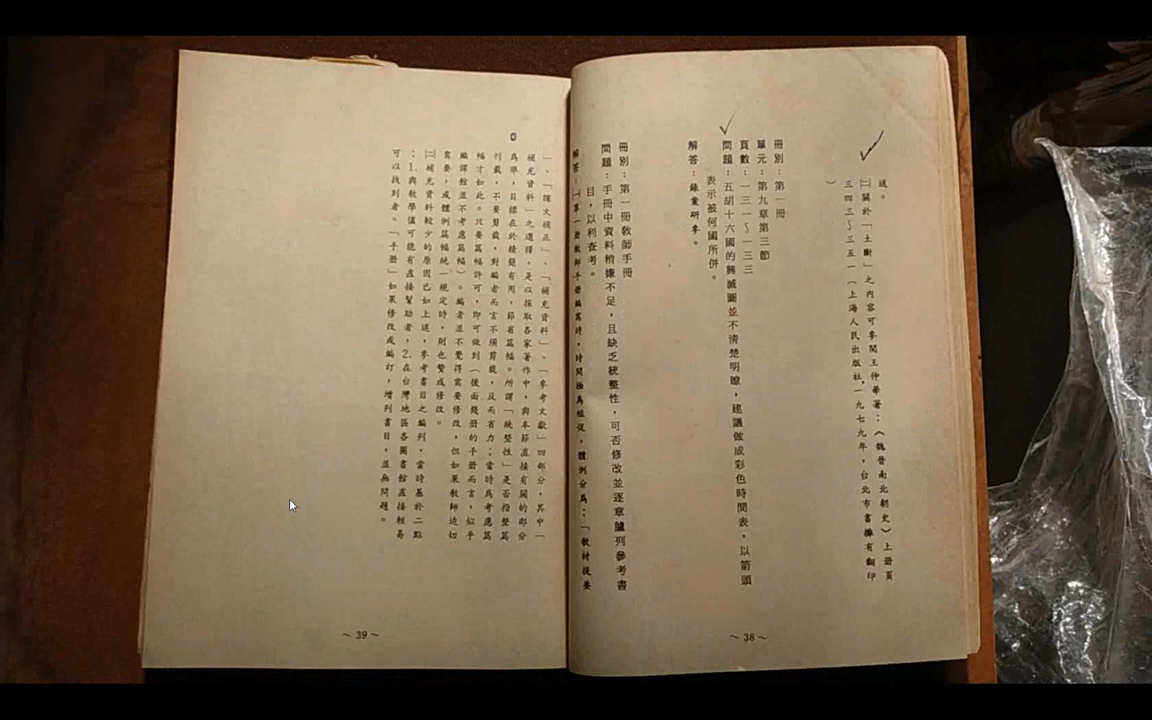 述。
㈡關於「土斷」之內容可參閱王仲犖著：《魏晉南北朝史》上册頁
三四三～三五一（上海人民出版社，一九七九年，台北市書攤有翻印
）
冊別：第一冊
單元：第九章第三節
頁數：一三一～一三三
問題：五胡十六國的興滅圖並不清楚明瞭，建議做成彩色時間表，以箭頭
表示被何國所併。
解答：錄案研參。
冊別：第一冊教師手冊
問題：手冊中資料稍嫌不足，且缺乏統整性，可否修改並逐章臚列參考書
目，以利查考。
解答：㈠第一冊教師手冊編寫時，時間極為短促，體例分為：「教材提要
～38～
」、「課文補正」、「補充資料」、「參考文獻」四部分，其中「
補充資料」之選擇，是以採取各家著作中，與本節直接有關的部分
為準，目標在於精簡有用，節省篇幅。所謂「統整性」是否指整篇
刊載，不要剪裁，對編者而言不須剪裁，反而省力；當時為考慮篇
幅才如此。只要篇幅許可，即可做到（後面幾册的手册而言，似乎
編譯館並不考慮篇幅）。編者並不覺得需要修改，但如果教師迫切
需要，或體例篇幅統一規定時，則也贊成修改。
㈡補充資料較少的原因已如上述，參考書目之編列，當時基於二點
：1.與教學儘可能有直接幫助者，2.在台灣地區各圖書館直接輕易
可以找到者。「手册」如果修改或編訂，增列書目，並無問題。
～39～